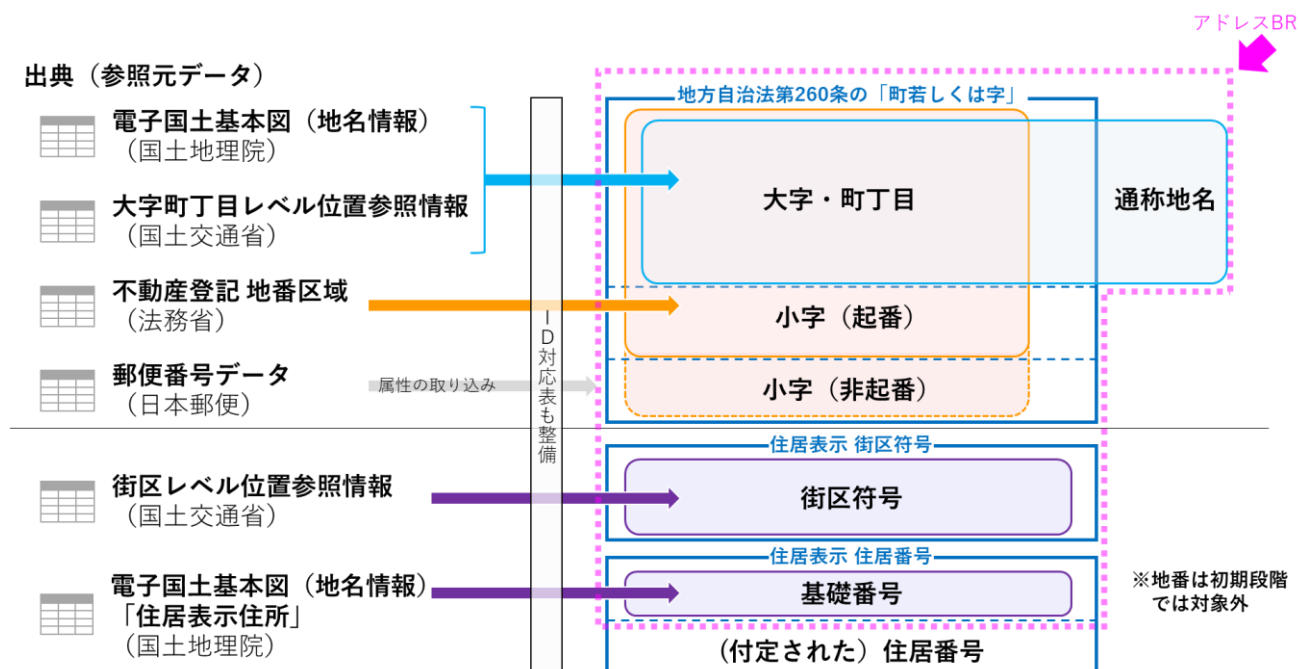 アドレスBR
出典（参照元データ）
地方自治法第260条の「町若しくは字」
電子国土基本図（地名情報）
（国土地理院）
大字町丁目レベル位置参照情報
（国土交通省）
大字・町丁目
通称地名
不動産登記 地番区域
（法務省）
小字（起番）
郵便番号データ
（日本郵便）
属性の取り込み
小字（非起番）
ID対応表も整備
住居表示 街区符号
街区レベル位置参照情報
（国土交通省）
街区符号
住居表示 住居番号
電子国土基本図（地名情報）
「住居表示住所」
（国土地理院）
基礎番号
※地番は初期段階
では対象外
（付定された）住居番号